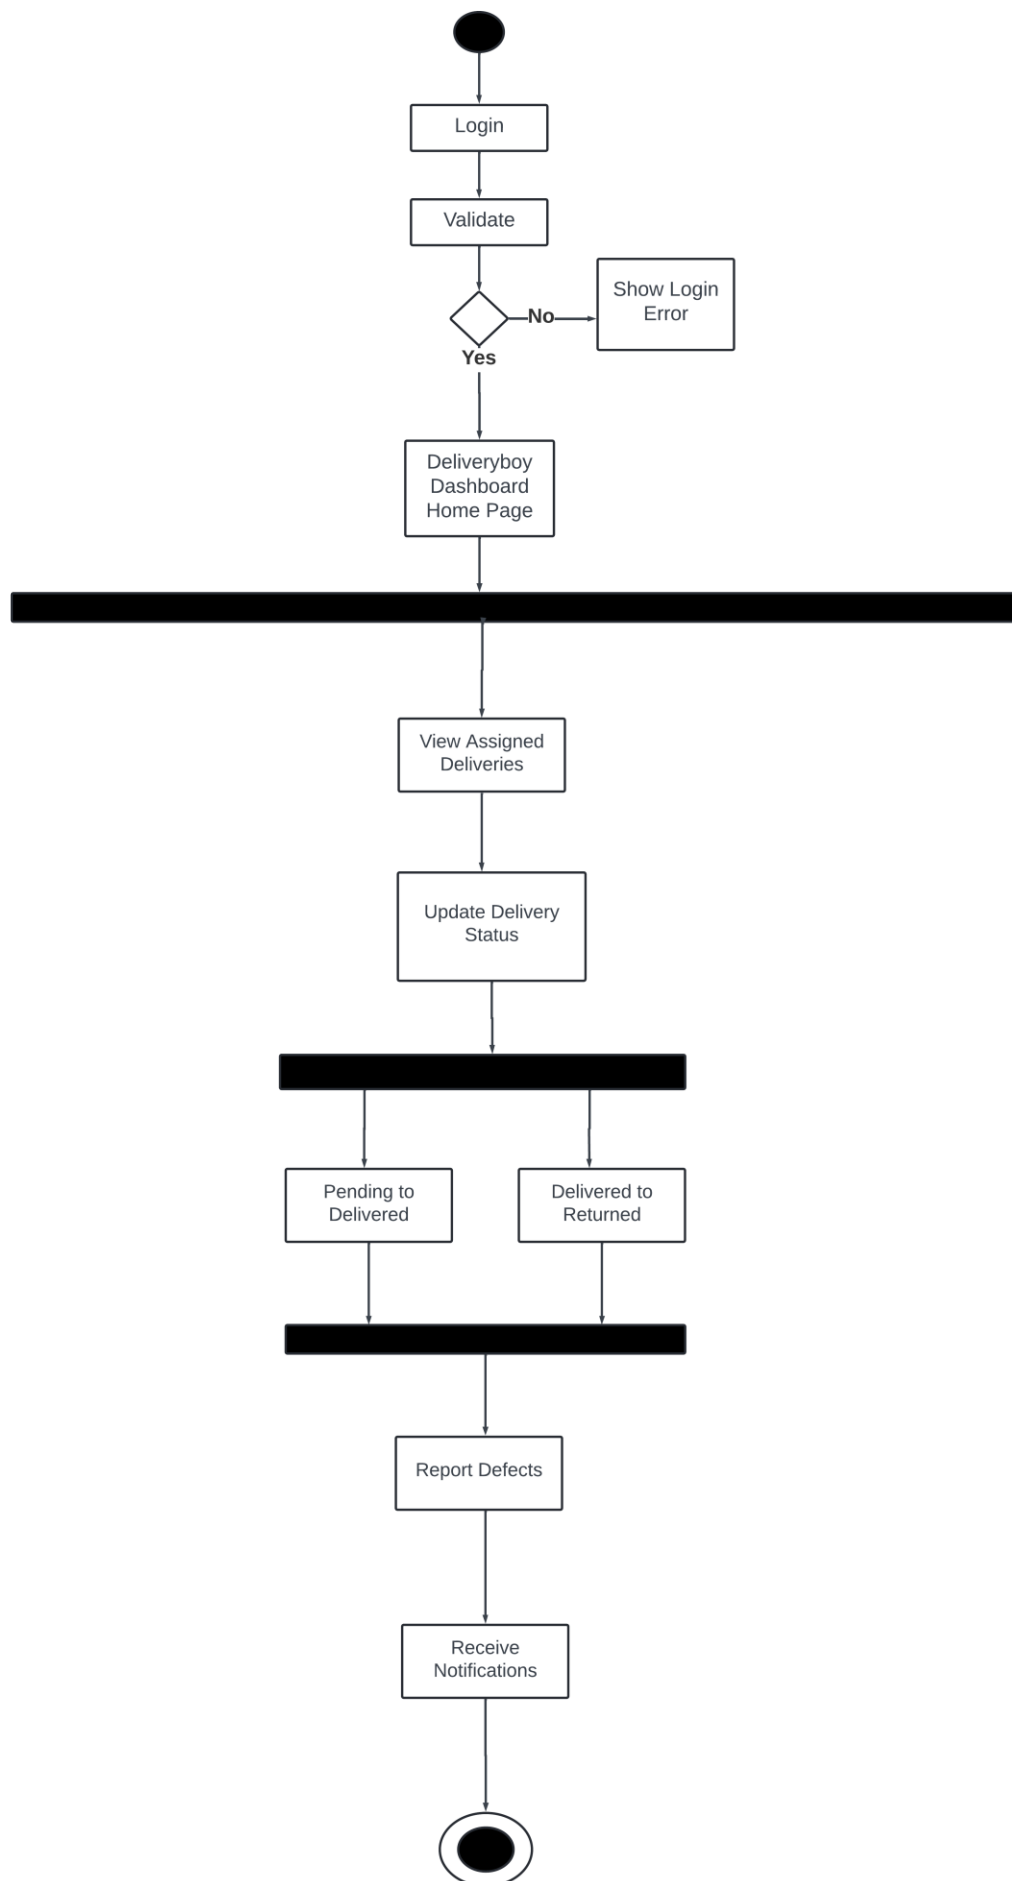 Login
Validate
Show Login
Error
No
Yes
Deliveryboy
Dashboard
Home Page
View Assigned
Deliveries
Update Delivery
Status
Pending to
Delivered
Delivered to
Returned
Report Defects
Receive
Notifications